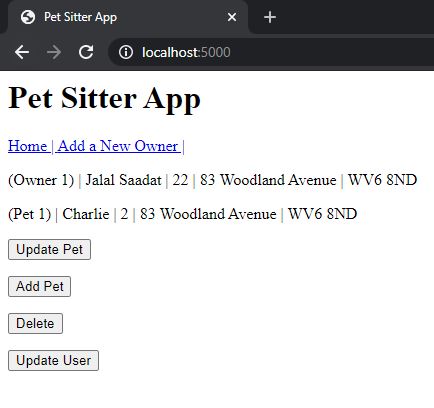 Pet Sitter App
localhost:5000
Pet Sitter App
Home | Add a New Owner |
(Owner 1) | Jalal Saadat | 22 | 83 Woodland Avenue | WV6 8ND
(Pet 1) | Charlie | 2 | 83 Woodland Avenue | WV6 8ND
Update Pet
Add Pet
Delete
Update User